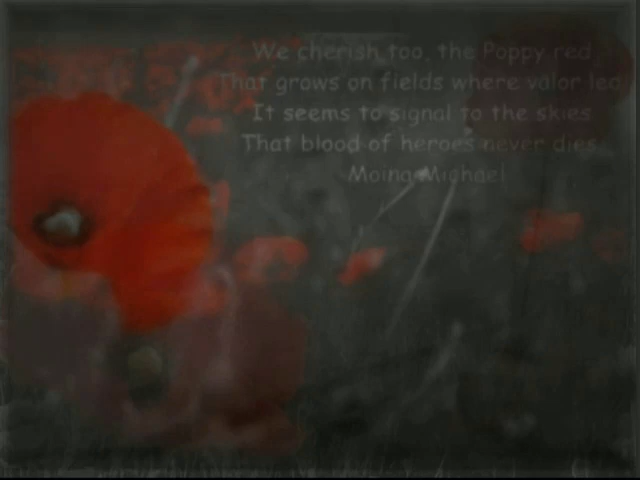 We cherish too, the Poppy red
That grows on fields where valor led
It seems to signal to the skies
That blood of heroes never dies
Moina Michael